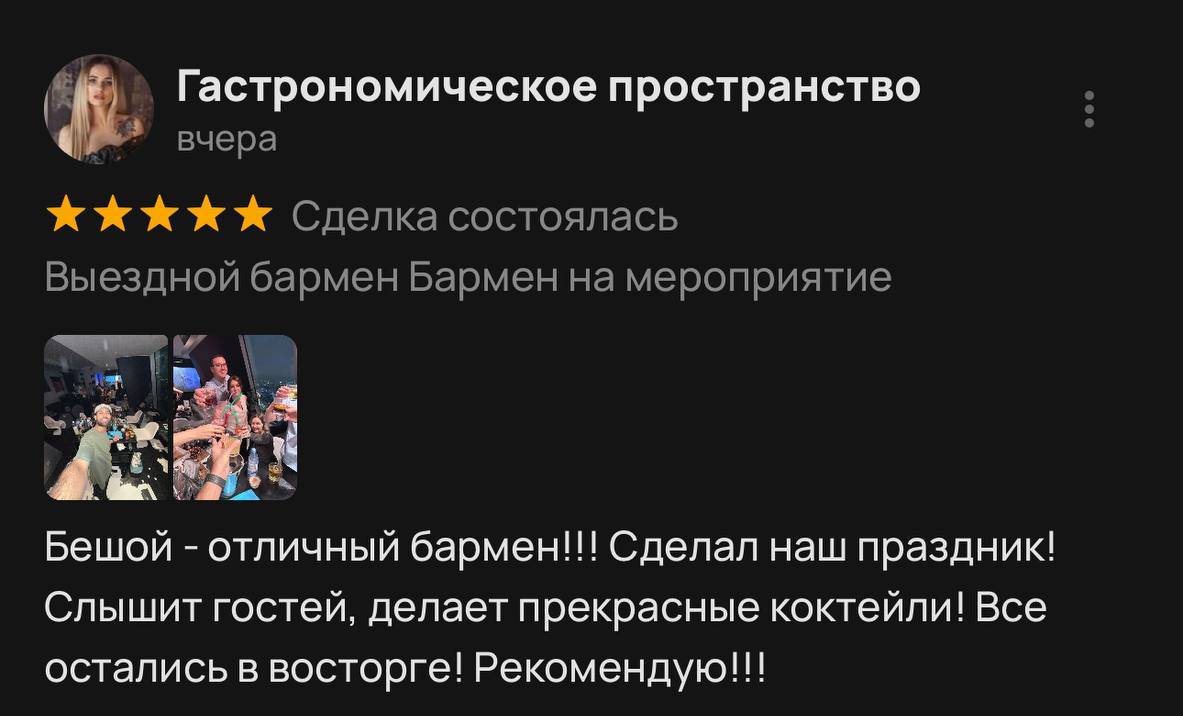 Гастрономическое пространство
вчера
Сделка состоялась
Выездной бармен Бармен на мероприятие
Бешой - отличный бармен!!! Сделал наш праздник!
Слышит гостей, делает прекрасные коктейли! Все
остались в восторге! Рекомендую!!!